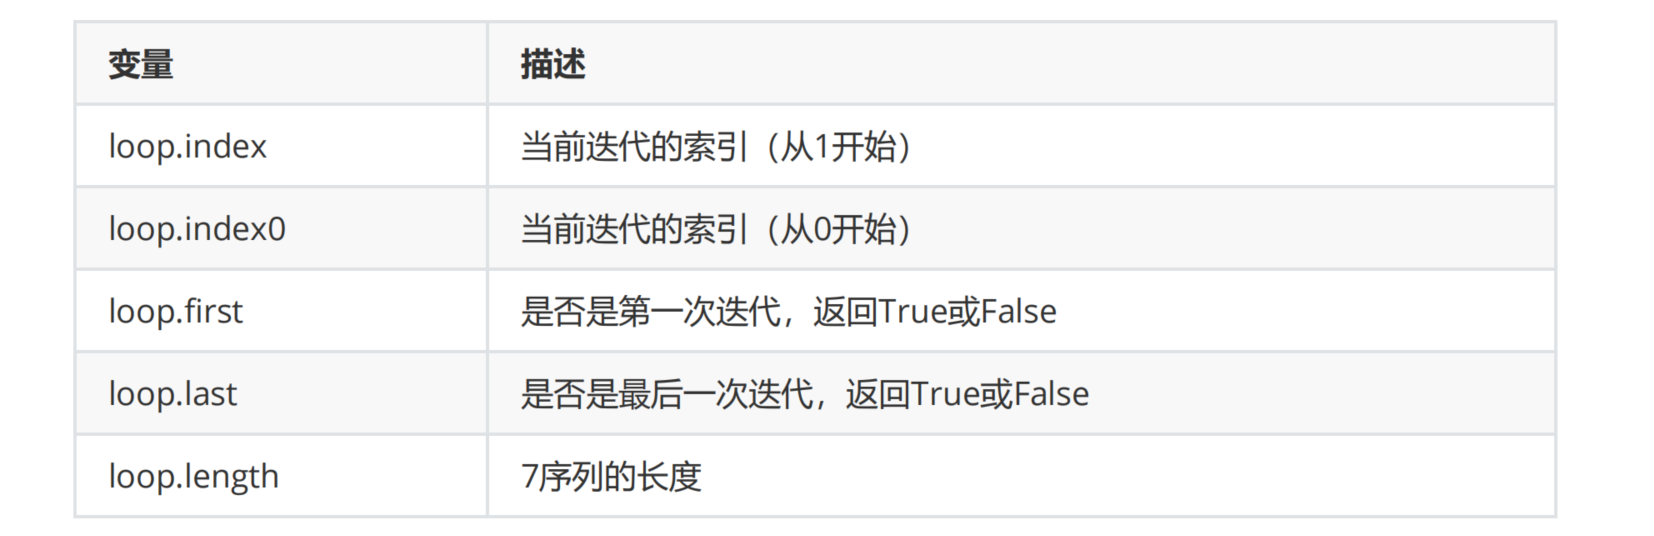 变量 描述
loop.index 当前迭代的索引（从1开始）
loop.index0 当前迭代的索引（从0开始）
loop.first 是否是第一次迭代，返回True或False
loop.last 是否是最后一次迭代，返回True或False
loop.length 7序列的长度